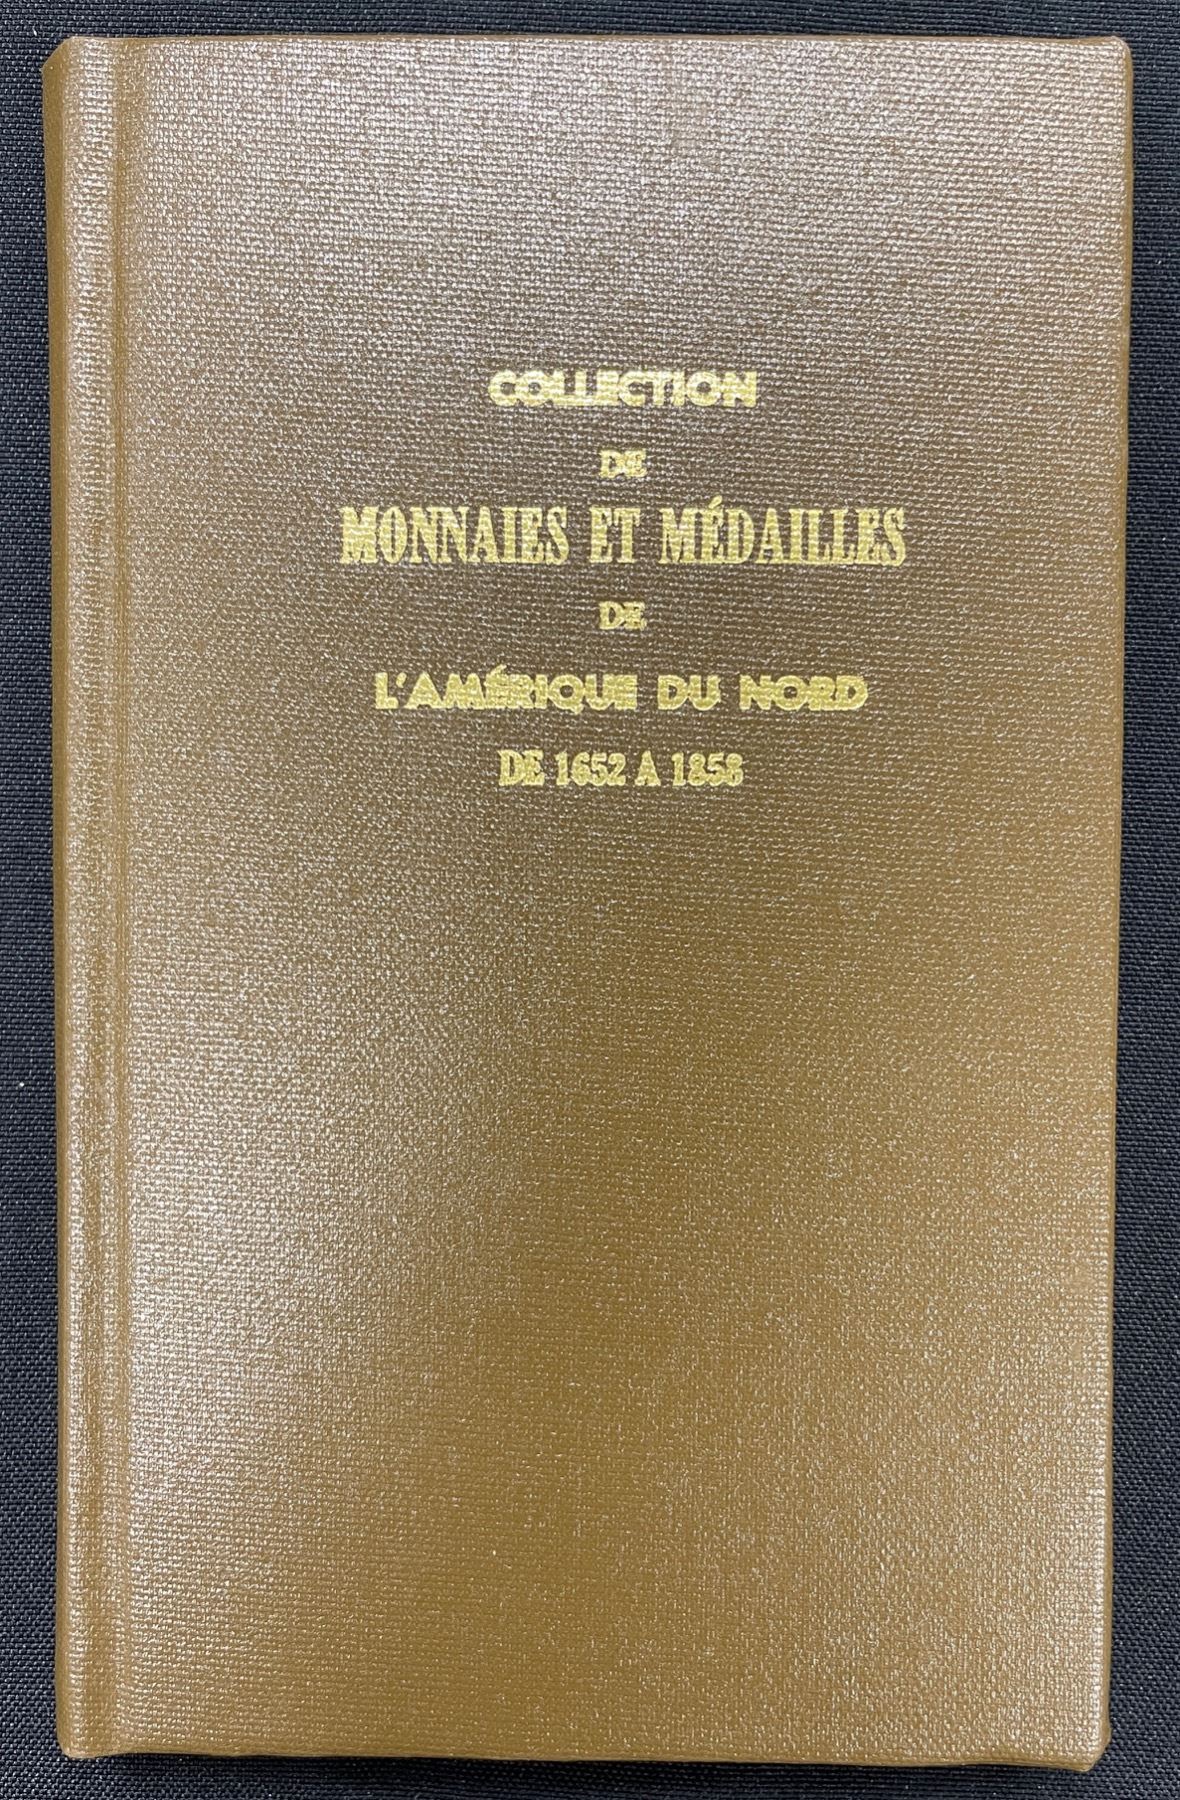 COLLECTION
DE
MONNAIES ET MÉDAILLES
DE
L'AMÉRIQUE DU NORD
DE 1652 A 1858